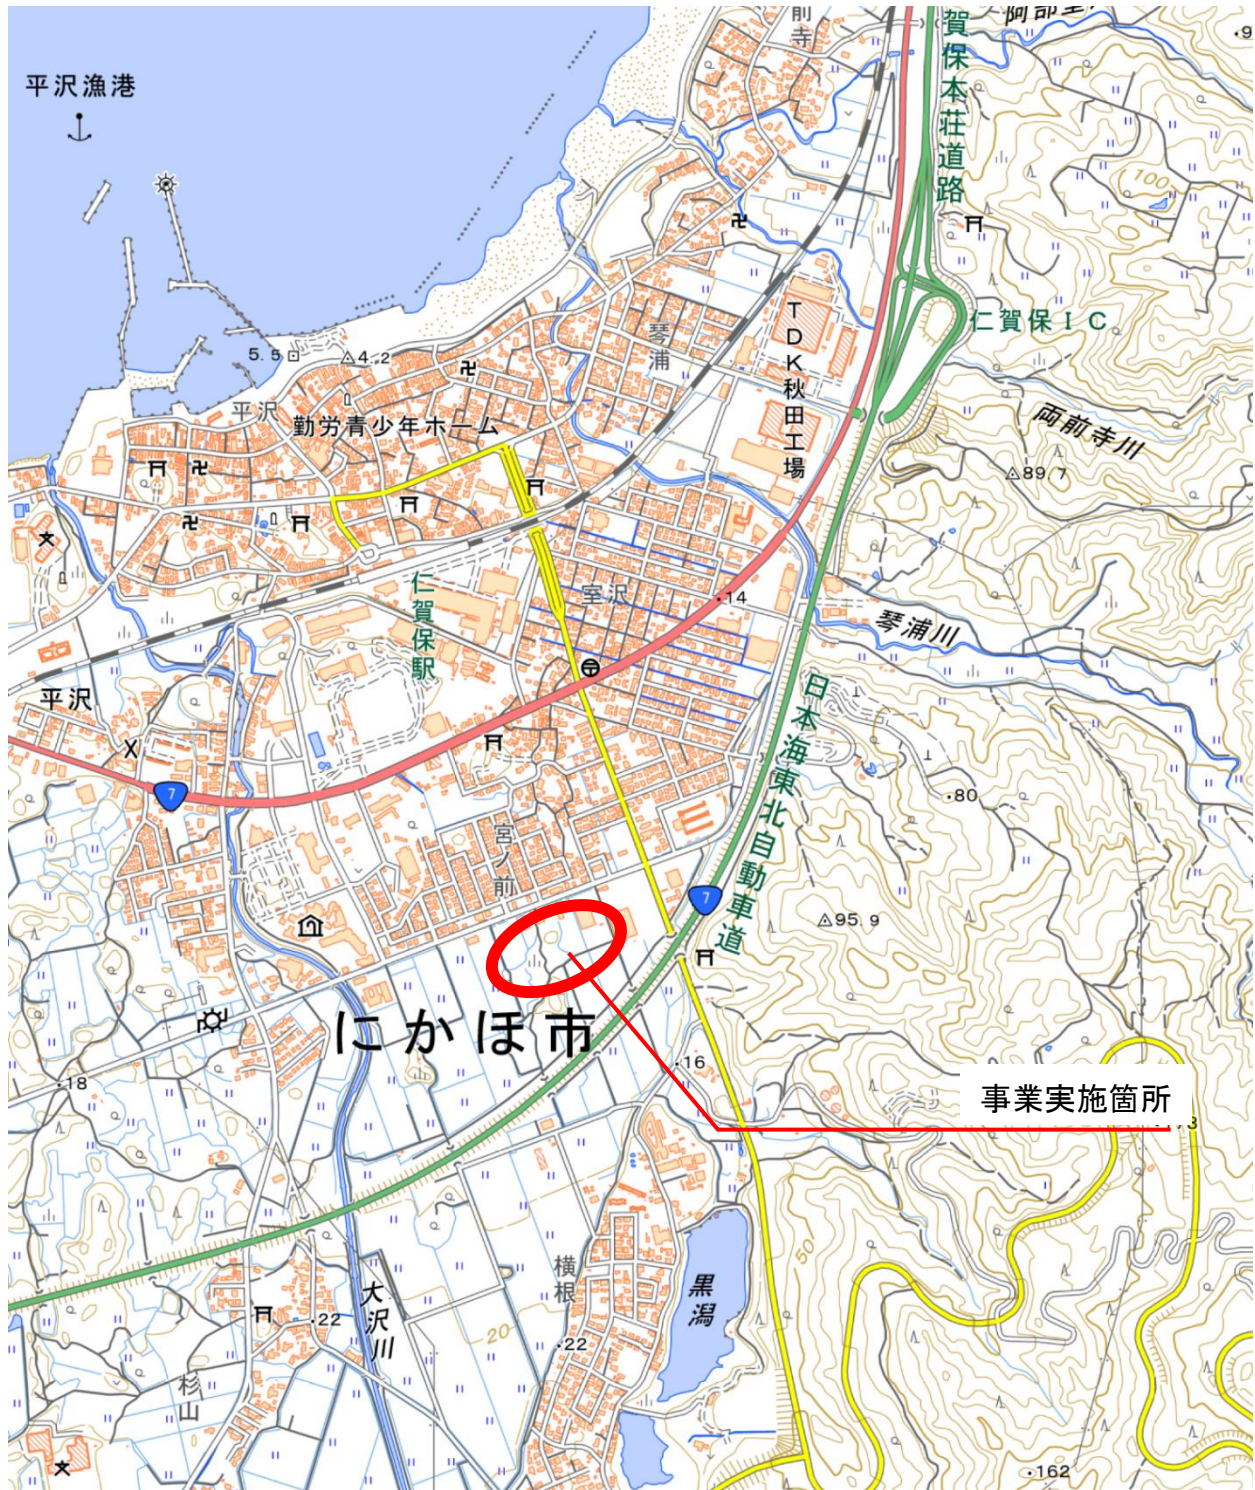 前寺
賀保本荘道路
平沢漁港
100
TDK秋田工場
仁賀保IC
琴浦
5.5
4.2
平沢
勤労青少年ホーム
両前寺川
89.7
仁賀保駅
室沢
14
琴浦川
平沢
日本海東北自動車道
7
80
宮ノ前
7
95.9
にかほ市
16
18
事業実施箇所
50
横根
黒潟
大沢川
20
22
22
杉山
162